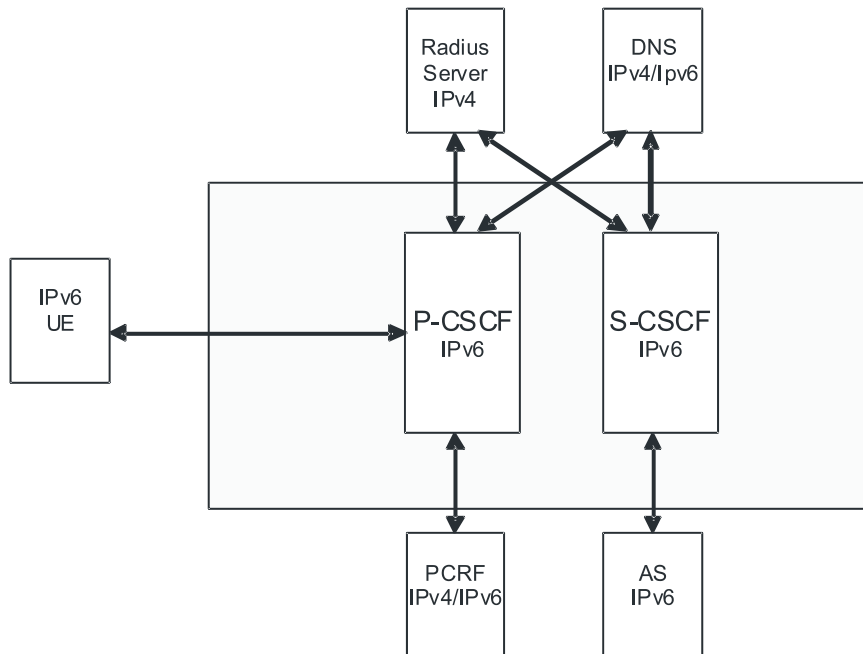 Radius
Server
IPv4
DNS
IPv4/Ipv6
IPv6
UE
P-CSCF
IPv6
S-CSCF
IPv6
PCRF
IPv4/IPv6
AS
IPv6